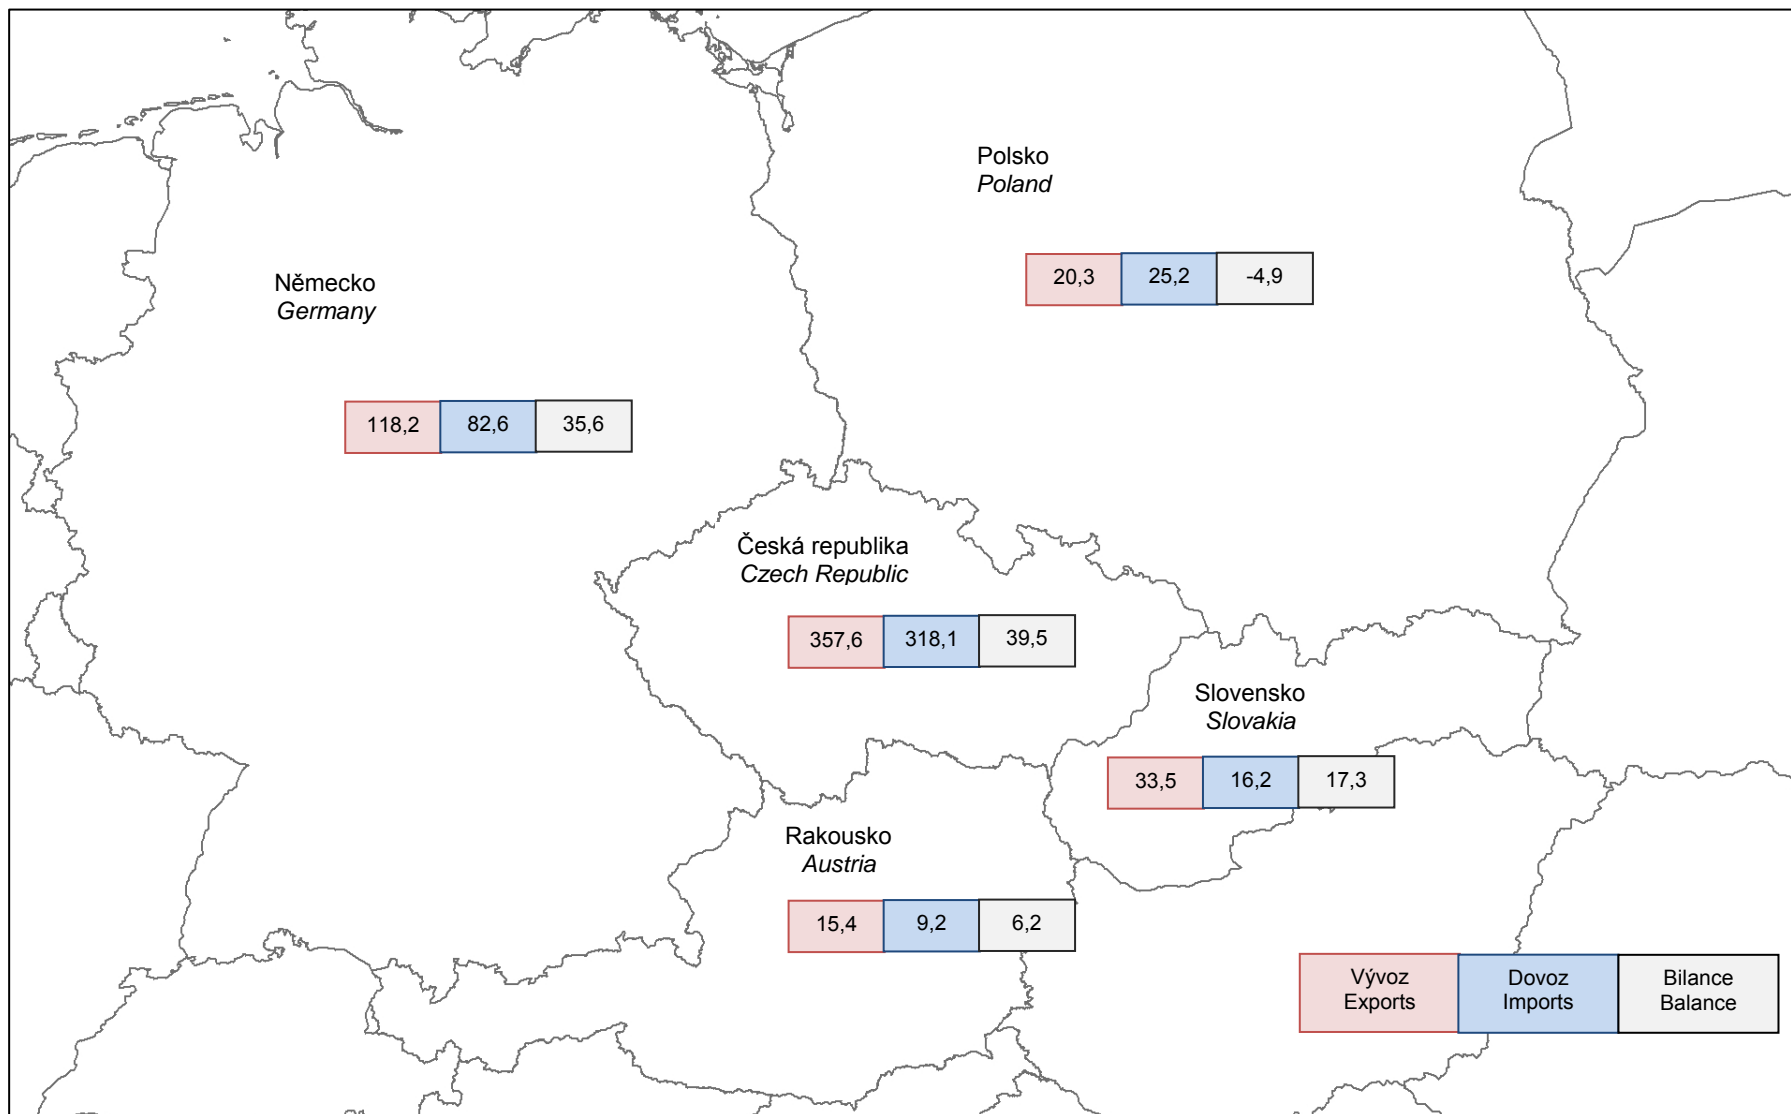 Polsko
Poland
20,3 25,2 -4,9
Německo
Germany
118,2 82,6 35,6
Česká republika
Czech Republic
357,6 318,1 39,5
Slovensko
Slovakia
33,5 16,2 17,3
Rakousko
Austria
15,4 9,2 6,2
Vývoz Dovoz Bilance
Exports Imports Balance